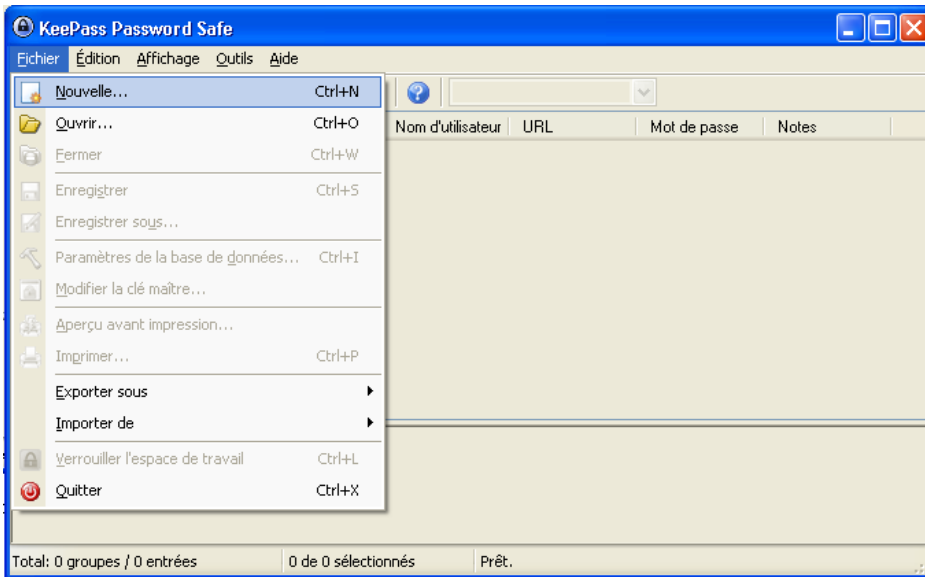 KeePass Password Safe
Fichier Édition Affichage Outils Aide
Nouvelle... Ctrl+N
Ouvrir... Ctrl+O
Nom d'utilisateur URL Mot de passe Notes
Fermer Ctrl+W
Enregistrer Ctrl+S
Enregistrer sous...
Paramètres de la base de données... Ctrl+I
Modifier la clé maître...
Aperçu avant impression...
Imprimer... Ctrl+P
Exporter sous
Importer de
Verrouiller l'espace de travail Ctrl+L
Quitter Ctrl+X
Total: 0 groupes / 0 entrées 0 de 0 sélectionnés Prêt.